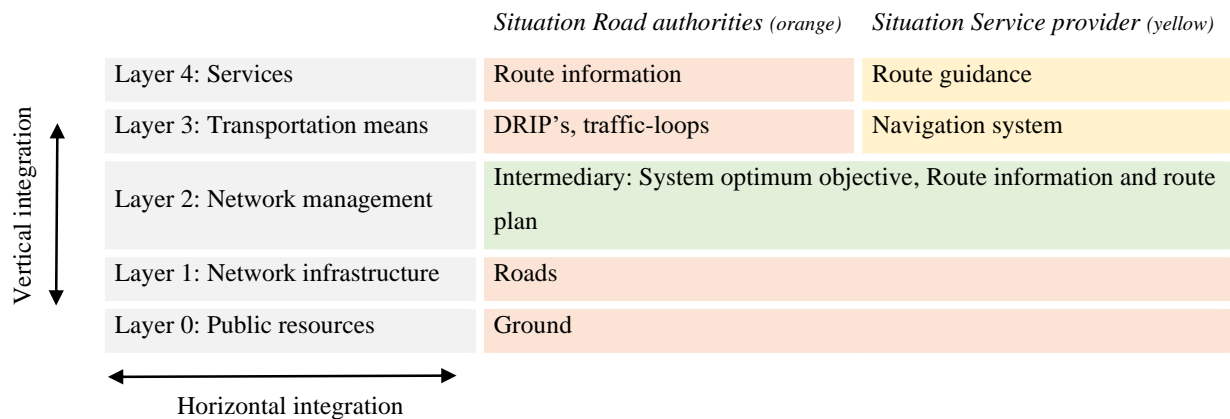 Situation Road authorities (orange) Situation Service provider (yellow)
Layer 4: Services Route information Route guidance
Layer 3: Transportation means DRIP’s, traffic-loops Navigation system
Layer 2: Network management Intermediary: System optimum objective, Route information and route
plan
Layer 1: Network infrastructure Roads
Layer 0: Public resources Ground
Vertical integration
Horizontal integration